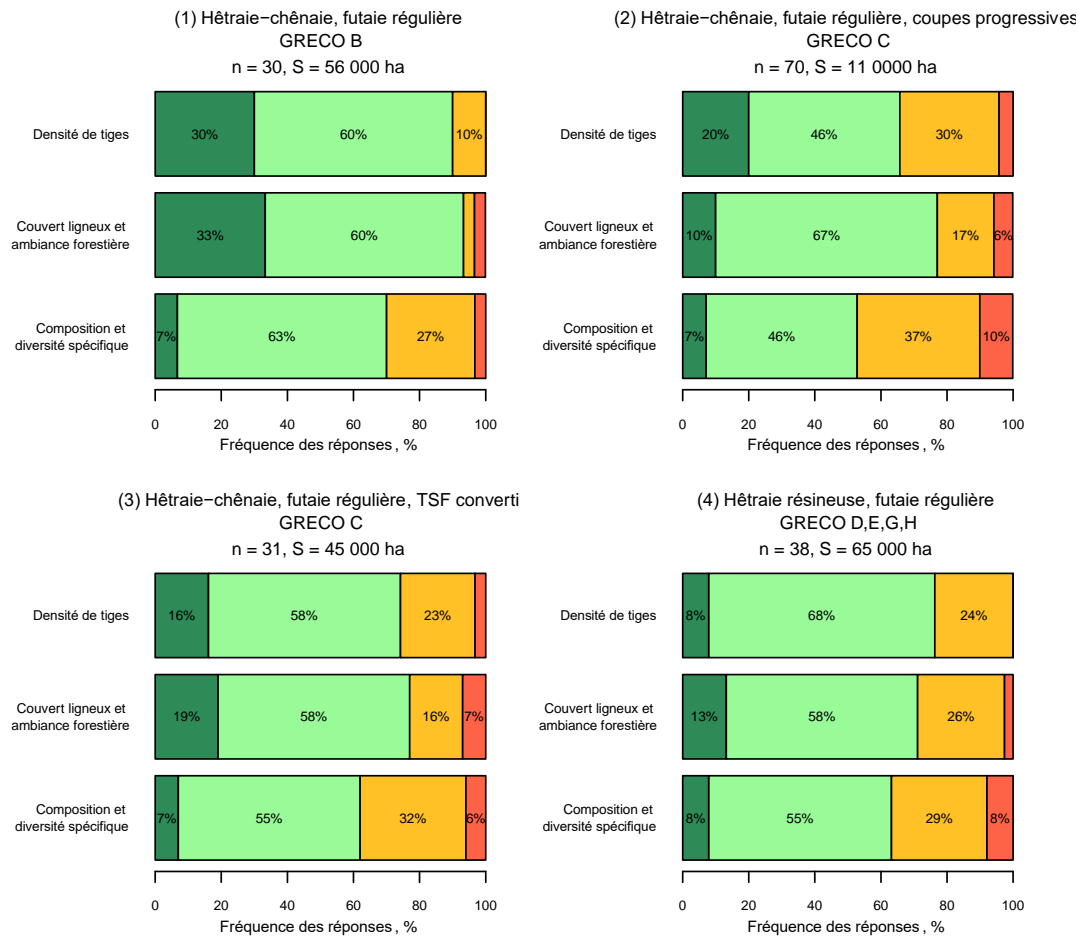 (1) Hêtraie−chênaie, futaie régulière
GRECO B
n = 30, S = 56 000 ha
Densité de tiges
30%
60%
10%
Couvert ligneux et
ambiance forestière
33%
60%
Composition et
diversité spécifique
7%
63%
27%
0 20 40 60 80 100
Fréquence des réponses , %
(2) Hêtraie−chênaie, futaie régulière, coupes progressives
GRECO C
n = 70, S = 11 0000 ha
Densité de tiges
20%
46%
30%
Couvert ligneux et
ambiance forestière
10%
67%
17%
6%
Composition et
diversité spécifique
7%
46%
37%
10%
0 20 40 60 80 100
Fréquence des réponses , %
(3) Hêtraie−chênaie, futaie régulière, TSF converti
GRECO C
n = 31, S = 45 000 ha
Densité de tiges
16%
58%
23%
Couvert ligneux et
ambiance forestière
19%
58%
16%
7%
Composition et
diversité spécifique
7%
55%
32%
6%
0 20 40 60 80 100
Fréquence des réponses , %
(4) Hêtraie résineuse, futaie régulière
GRECO D,E,G,H
n = 38, S = 65 000 ha
Densité de tiges
8%
68%
24%
Couvert ligneux et
ambiance forestière
13%
58%
26%
Composition et
diversité spécifique
8%
55%
29%
8%
0 20 40 60 80 100
Fréquence des réponses , %